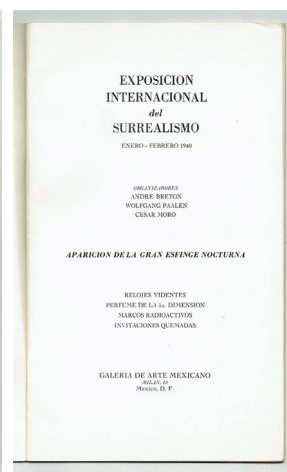 EXPOSICION
INTERNACIONAL
del
SURREALISMO
ENERO - FEBRERO 1940
ORGANIZADORES:
ANDRE BRETON
WOLFGANG PAALEN
CESAR MORO
APARICION DE LA GRAN ESFINGE NOCTURNA
RELOJES VIDENTES
PERFUME DE LA 5a. DIMENSION
MARCOS RADIOACTIVOS
INVITACIONES QUEMADAS
GALERIA DE ARTE MEXICANO
MILAN, 18
MEXICO, D. F.